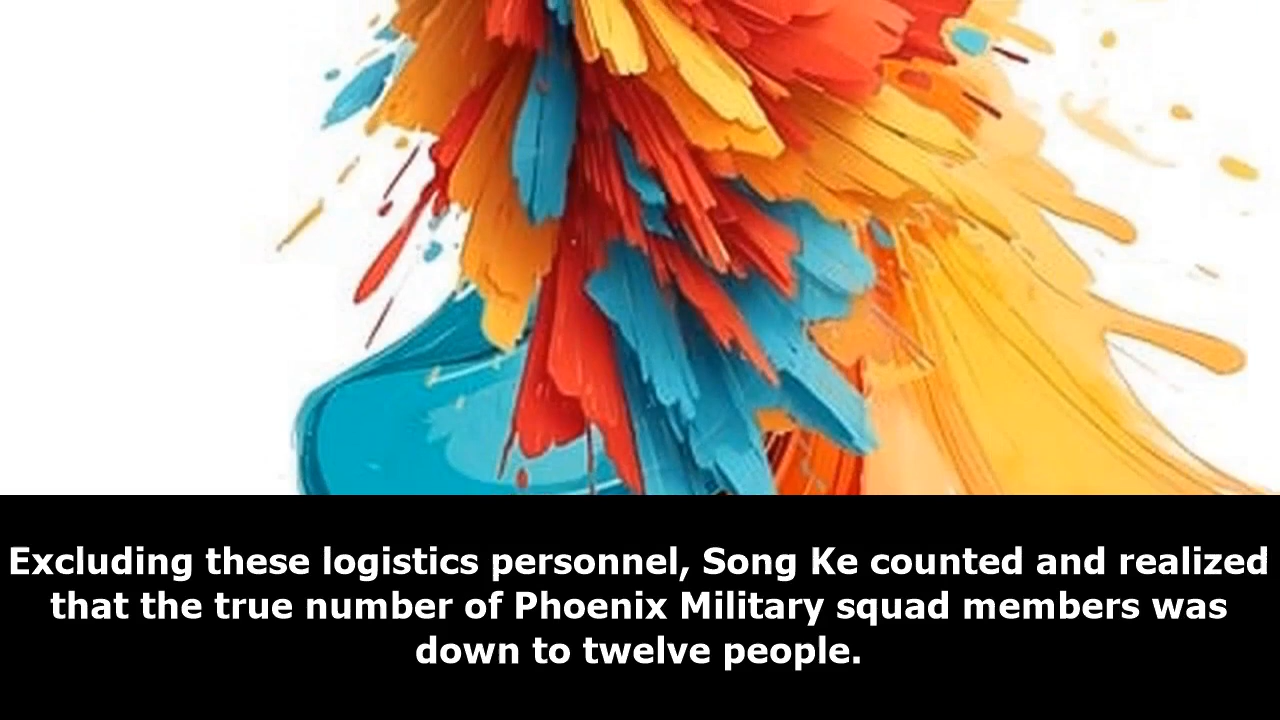 Excluding these logistics personnel, Song Ke counted and realized
that the true number of Phoenix Military squad members was
down to twelve people.